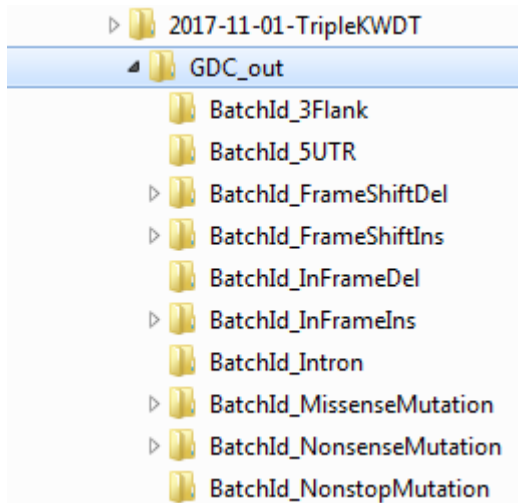 2017-11-01-TripleKWDT
GDC_out
BatchId_3Flank
BatchId_5UTR
BatchId_FrameShiftDel
BatchId_FrameShiftIns
BatchId_InFrameDel
BatchId_InFrameIns
BatchId_Intron
BatchId_MissenseMutation
BatchId_NonsenseMutation
BatchId_NonstopMutation